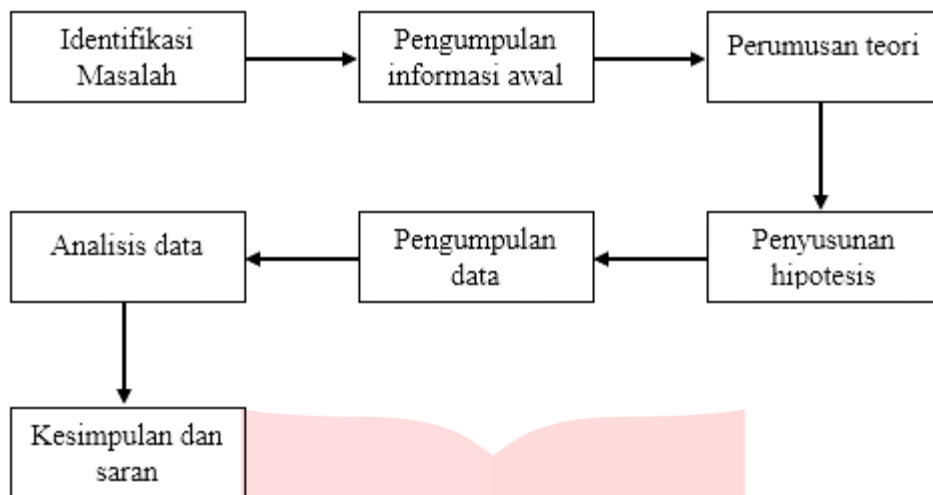 Identifikasi
Masalah
Pengumpulan
informasi awal
Perumusan teori
Penyusunan
hipotesis
Pengumpulan
data
Analisis data
Kesimpulan dan
saran